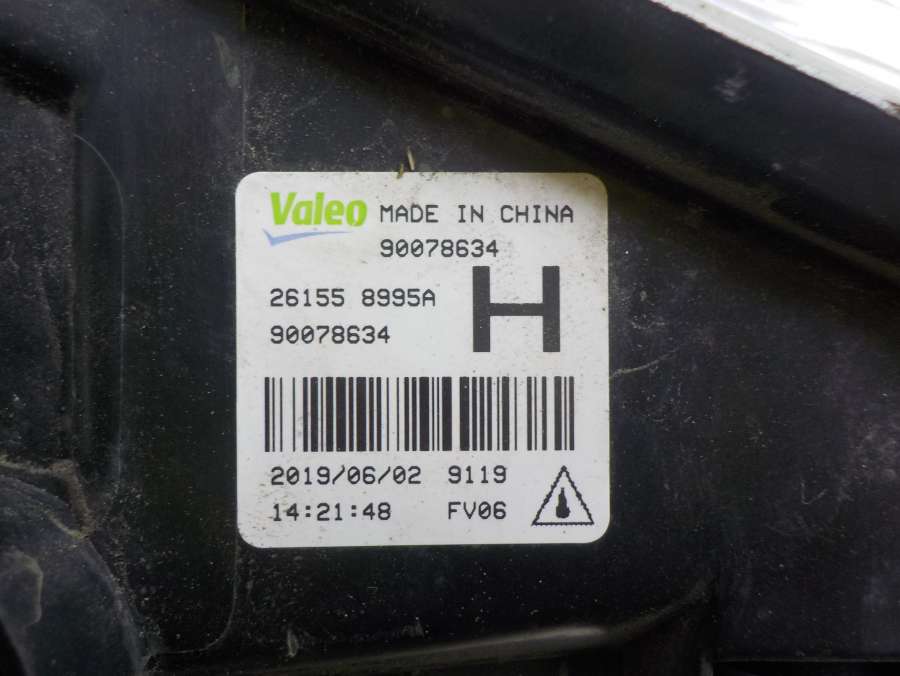 Valeo MADE IN CHINA
90078634
26155 8995A
H
90078634
2019/06/02 9119
14:21:48 FV06